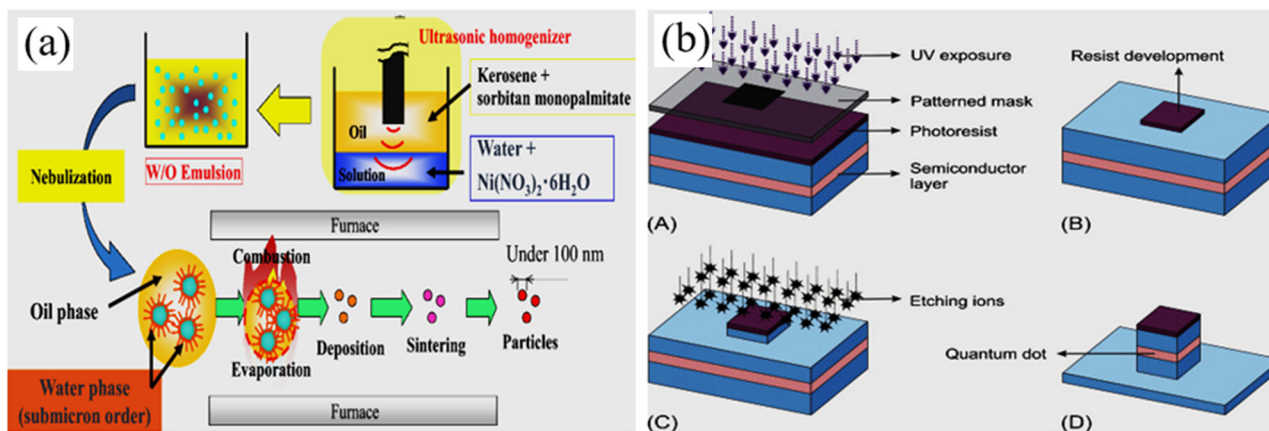 (a)
Ultrasonic homogenizer
Kerosene +
sorbitan monopalmitate
Oil
Water +
Solution
Ni(NO₃)₂·6H₂O
W/O Emulsion
Nebulization
Furnace
Combustion
Under 100 nm
Oil phase
Deposition
Sintering
Particles
Evaporation
Water phase
(submicron order)
Furnace
(b)
UV exposure
Patterned mask
Photoresist
Semiconductor
layer
(A)
Resist development
(B)
Etching ions
(C)
Quantum dot
(D)